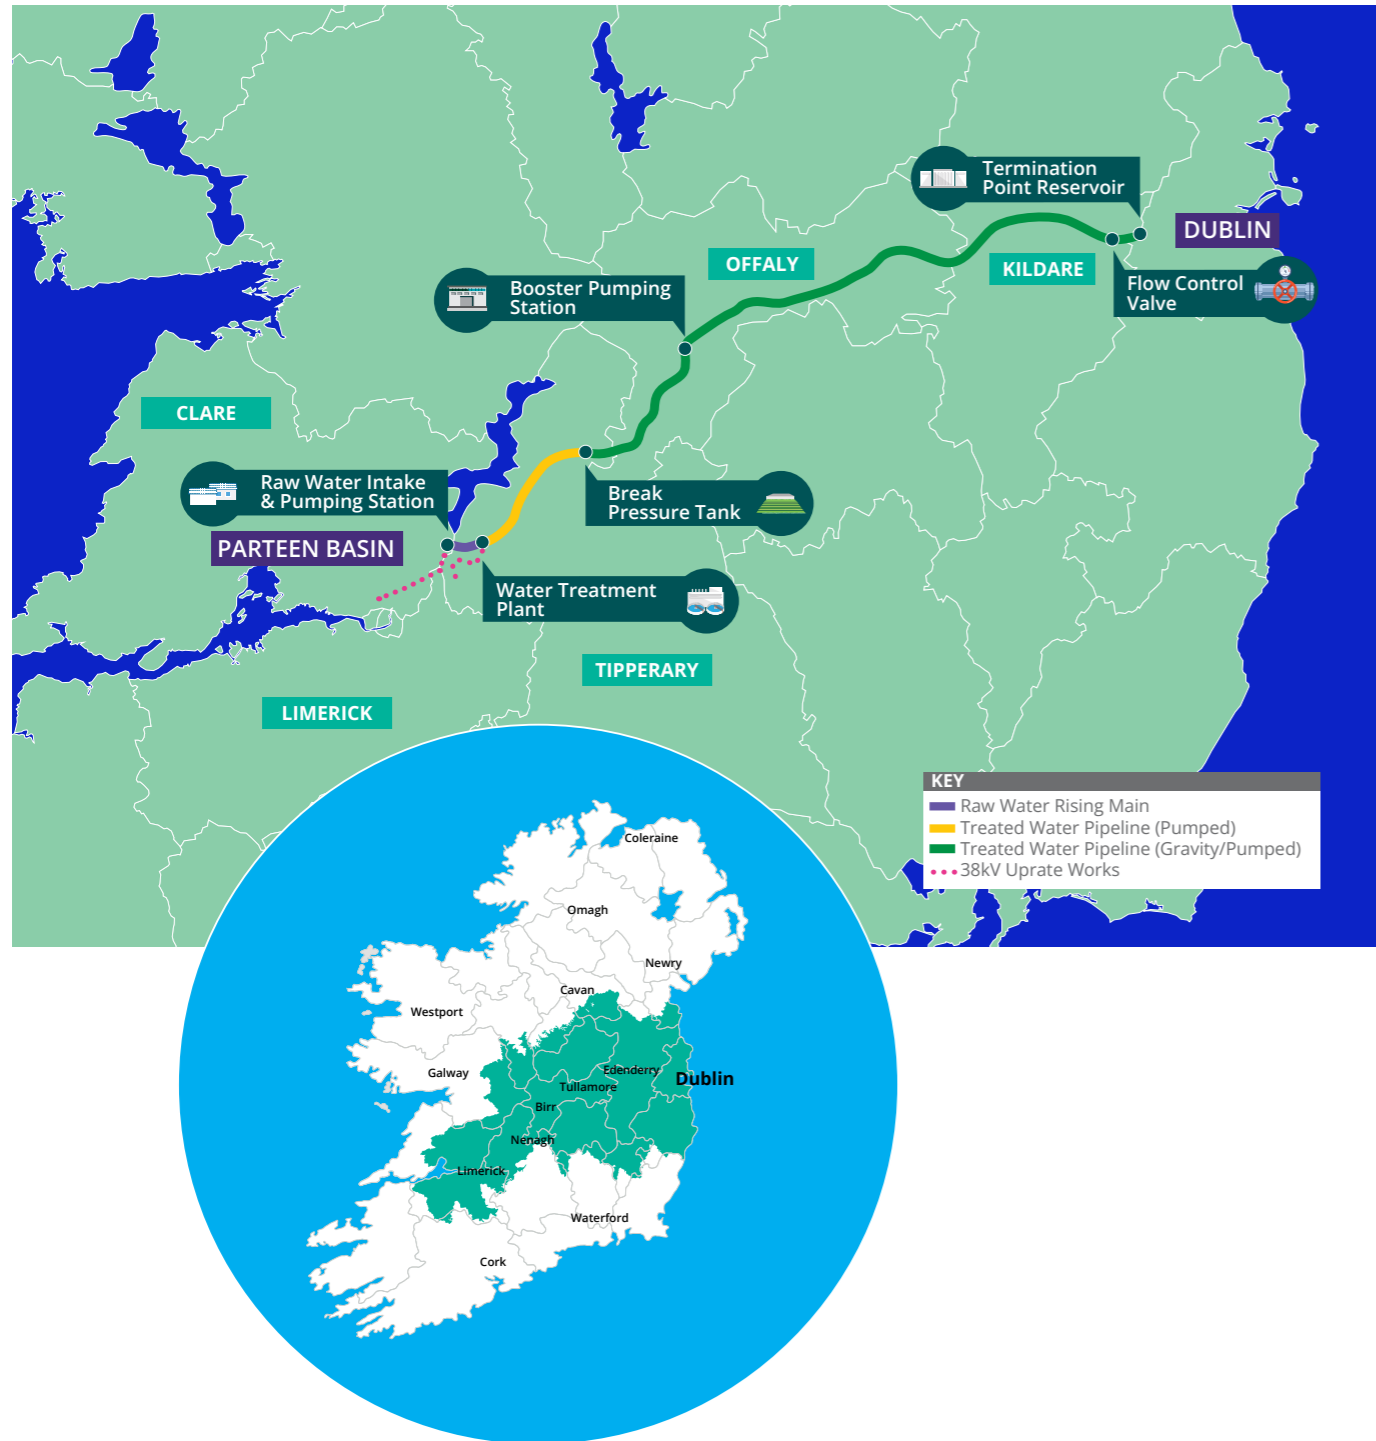 Termination
Point Reservoir
DUBLIN
OFFALY
KILDARE
Flow Control
Valve
Booster Pumping
Station
CLARE
Raw Water Intake
& Pumping Station
Break
Pressure Tank
PARTEEN BASIN
Water Treatment
Plant
TIPPERARY
LIMERICK
KEY
Raw Water Rising Main
Treated Water Pipeline (Pumped)
Treated Water Pipeline (Gravity/Pumped)
38kV Uprate Works
Coleraine
Omagh
Newry
Cavan
Westport
Galway
Edenderry
Dublin
Tullamore
Birr
Nenagh
Limerick
Waterford
Cork